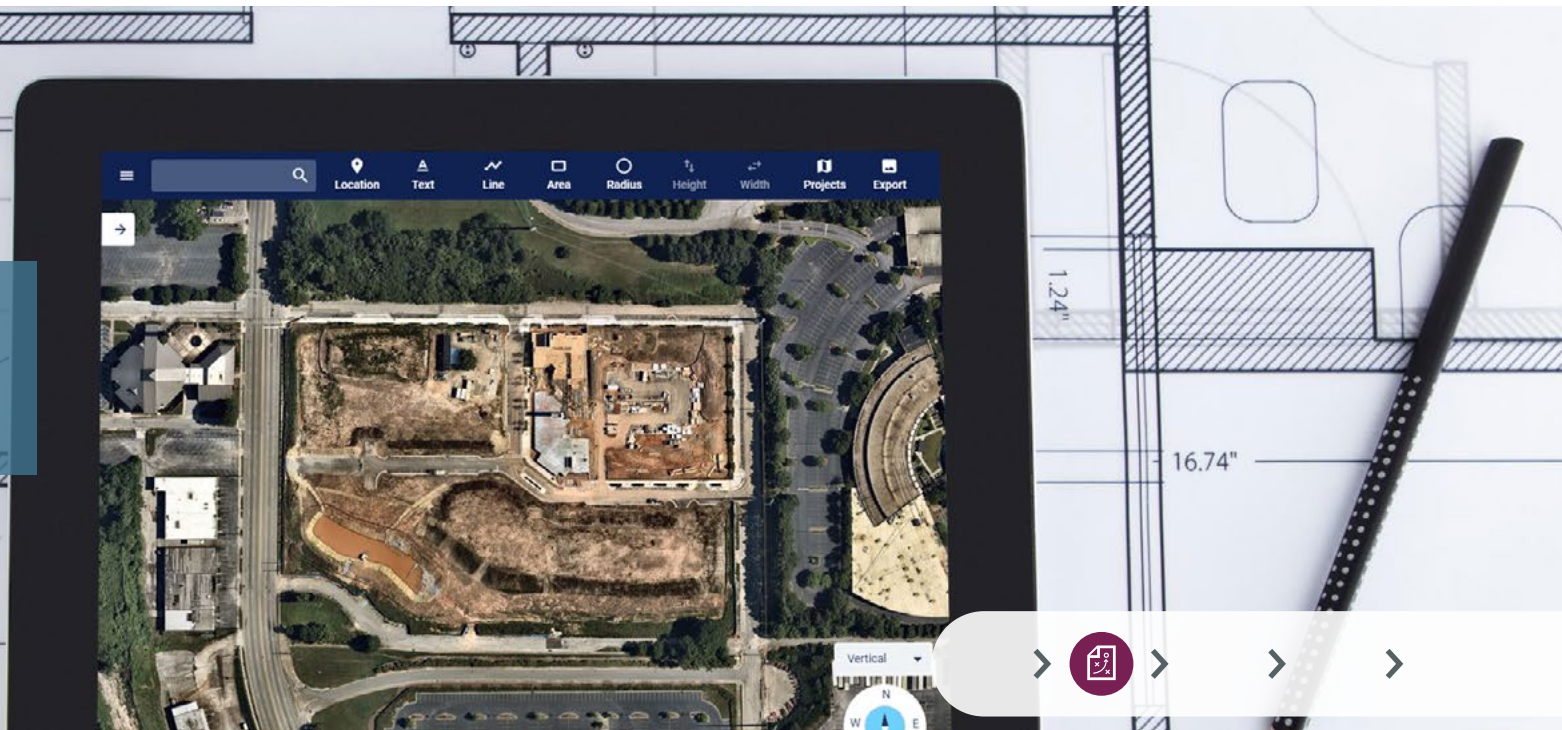 Location Text Line Area Radius Height Width Projects Export
1.24"
16.74"
Vertical
N
W E